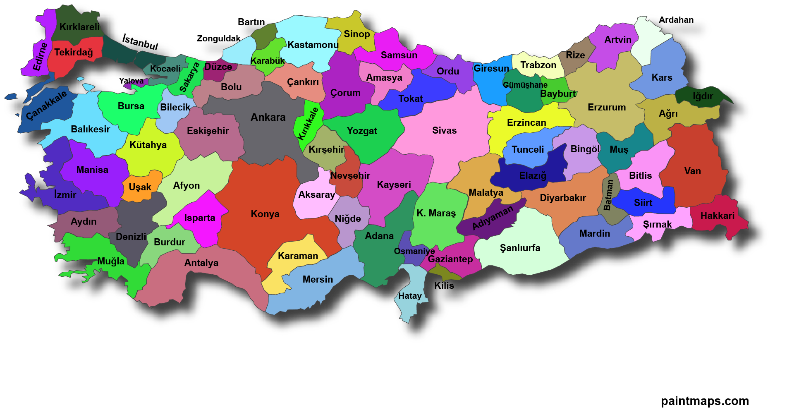 Kırklareli
Edirne
Tekirdağ
İstanbul
Yalova
Kocaeli
Sakarya
Düzce
Zonguldak
Bartın
Karabük
Kastamonu
Sinop
Samsun
Ordu
Giresun
Trabzon
Rize
Artvin
Ardahan
Çanakkale
Balıkesir
Bursa
Bilecik
Bolu
Çankırı
Çorum
Amasya
Tokat
Gümüşhane
Bayburt
Erzurum
Kars
Iğdır
Ağrı
Eskişehir
Ankara
Kırıkkale
Yozgat
Sivas
Erzincan
Kütahya
Kırşehir
Tunceli
Bingöl
Muş
Manisa
Uşak
Afyon
Nevşehir
Kayseri
Malatya
Elazığ
Bitlis
Van
İzmir
Aydın
Denizli
Isparta
Konya
Aksaray
Niğde
K. Maraş
Adıyaman
Diyarbakır
Batman
Siirt
Şırnak
Hakkari
Muğla
Burdur
Antalya
Karaman
Mersin
Adana
Osmaniye
Gaziantep
Şanlıurfa
Mardin
Hatay
Kilis
paintmaps.com